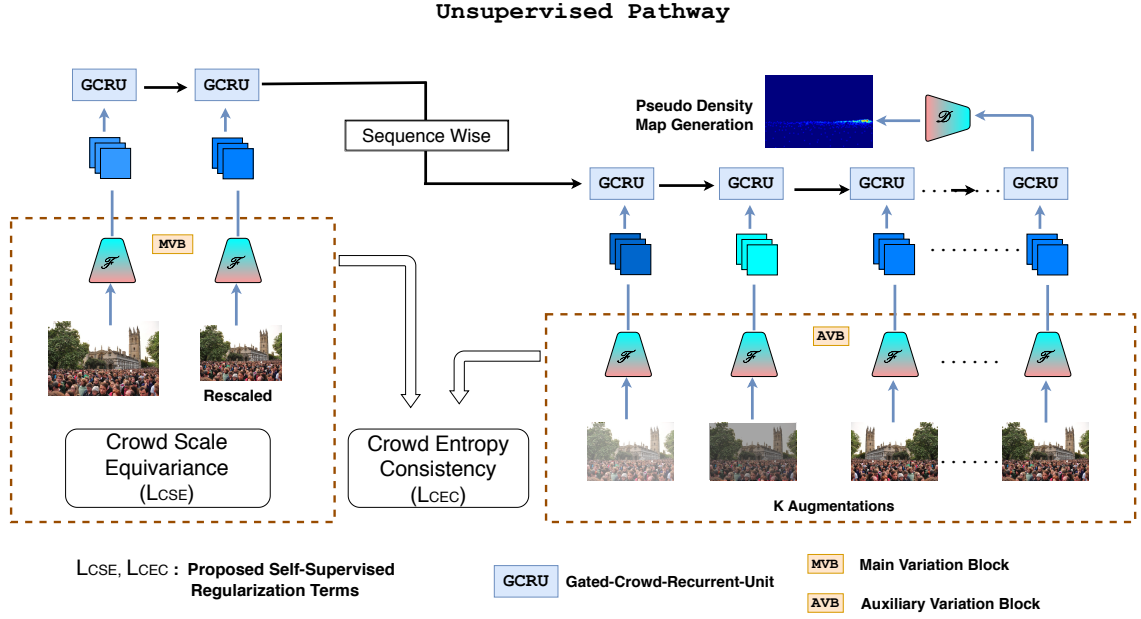 Unsupervised Pathway
GCRU
GCRU
Sequence Wise
Pseudo Density
Map Generation
𝒟
GCRU
GCRU
GCRU
........
GCRU
MVB
ℱ
ℱ
Rescaled
Crowd Scale
Equivariance
(LCSE)
Crowd Entropy
Consistency
(LCEC)
AVB
ℱ
ℱ
ℱ
ℱ
K Augmentations
LCSE, LCEC : Proposed Self-Supervised
Regularization Terms
GCRU Gated-Crowd-Recurrent-Unit
MVB Main Variation Block
AVB Auxiliary Variation Block